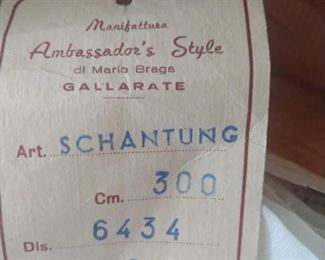 Manifattura
Ambassador's Style
di Mario Braga
GALLARATE
Art. SCHANTUNG
Cm. 300
Dis. 6434